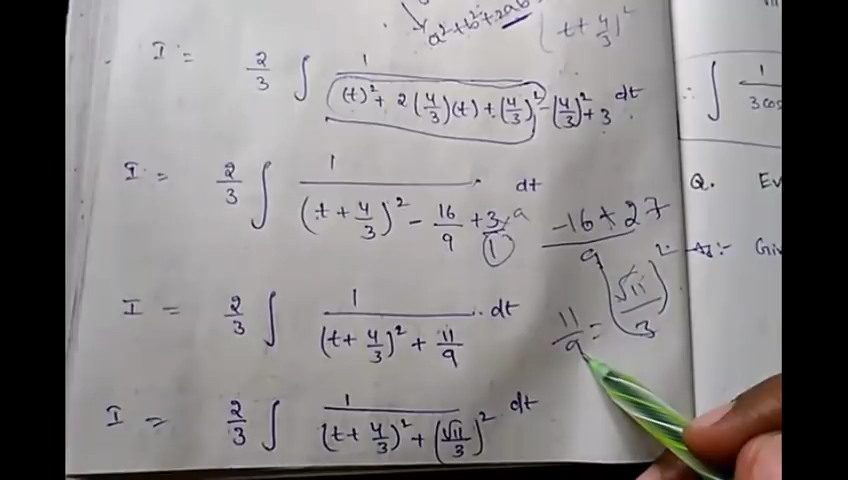 a²+b²+2ab (t+4/3)²
I = 2/3 ∫ 1/((t)²+2(4/3)(t)+(4/3)²-(4/3)²+3) dt
I = 2/3 ∫ 1/((t+4/3)²-16/9+3×9/1) dt
-16+27/9
I = 2/3 ∫ 1/((t+4/3)²+11/9) dt
11/9=(√11/3)²
I = 2/3 ∫ 1/((t+4/3)²+(√11/3)²) dt
∴ ∫ 1/3cos
Q. Ev
As:- Giv